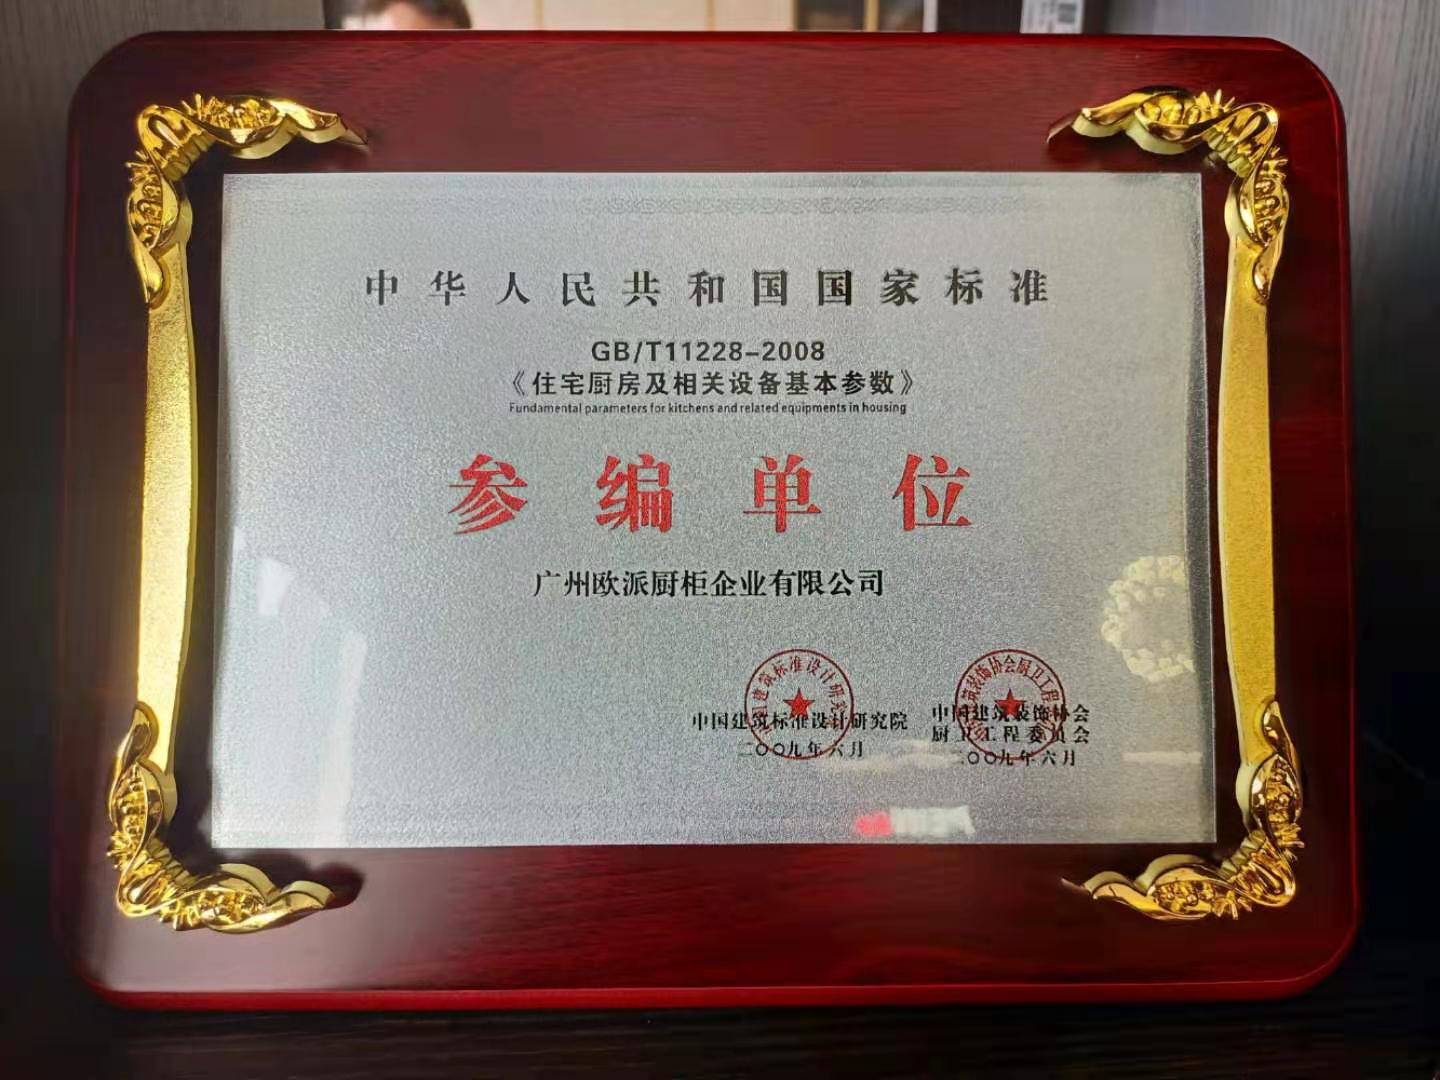 中华人民共和国国家标准
GB/T11228-2008
《住宅厨房及相关设备基本参数》
Fundamental parameters for kitchens and related equipments in housing
参编单位
广州欧派厨柜企业有限公司
中国建筑标准设计研究院
二〇〇九年六月
中国建筑装饰协会
厨卫工程委员会
二〇〇九年六月